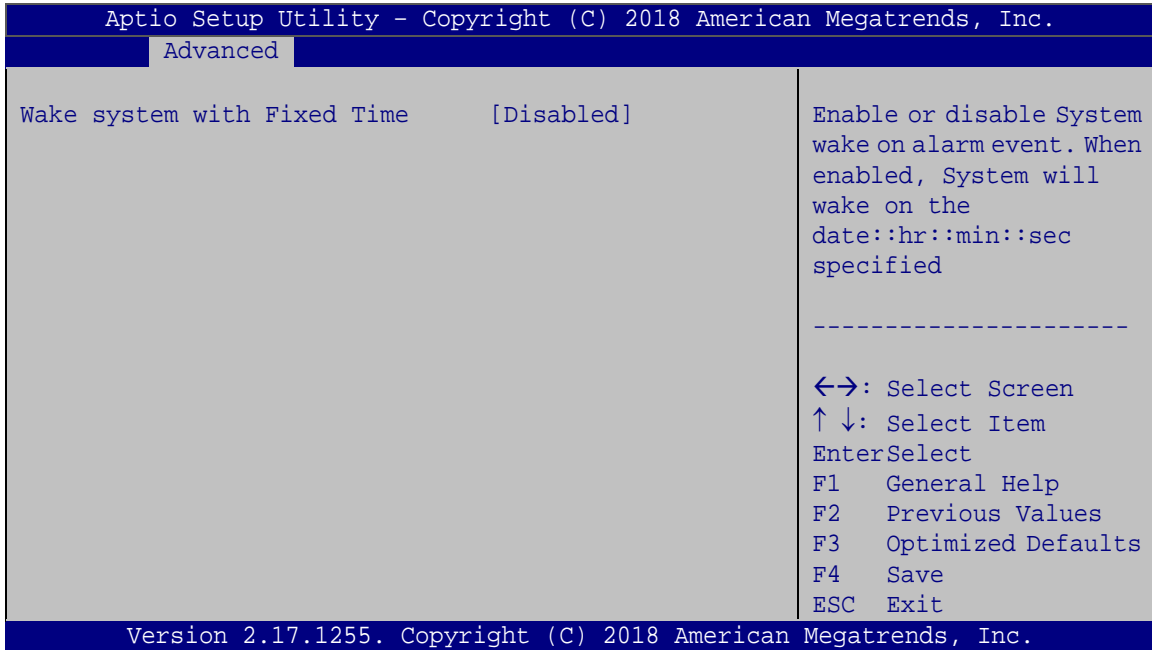 Aptio Setup Utility – Copyright (C) 2018 American Megatrends, Inc.
Advanced
Wake system with Fixed Time [Disabled]
Enable or disable System
wake on alarm event. When
enabled, System will
wake on the
date::hr::min::sec
specified
----------------------
←→: Select Screen
↑ ↓: Select Item
EnterSelect
F1 General Help
F2 Previous Values
F3 Optimized Defaults
F4 Save
ESC Exit
Version 2.17.1255. Copyright (C) 2018 American Megatrends, Inc.